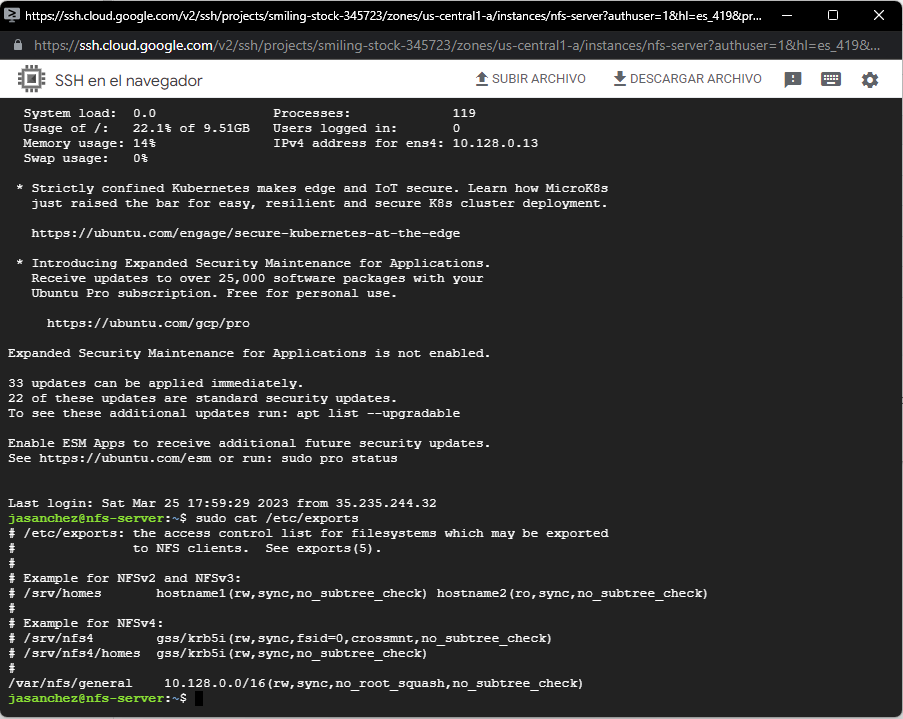 https://ssh.cloud.google.com/v2/ssh/projects/smiling-stock-345723/zones/us-central1-a/instances/nfs-server?authuser=1&hl=es_419&pr...
https://ssh.cloud.google.com/v2/ssh/projects/smiling-stock-345723/zones/us-central1-a/instances/nfs-server?authuser=1&hl=es_419&...
SSH en el navegador SUBIR ARCHIVO DESCARGAR ARCHIVO
System load: 0.0 Processes: 119
Usage of /: 22.1% of 9.51GB Users logged in: 0
Memory usage: 14% IPv4 address for ens4: 10.128.0.13
Swap usage: 0%
* Strictly confined Kubernetes makes edge and IoT secure. Learn how MicroK8s
just raised the bar for easy, resilient and secure K8s cluster deployment.
https://ubuntu.com/engage/secure-kubernetes-at-the-edge
* Introducing Expanded Security Maintenance for Applications.
Receive updates to over 25,000 software packages with your
Ubuntu Pro subscription. Free for personal use.
https://ubuntu.com/gcp/pro
Expanded Security Maintenance for Applications is not enabled.
33 updates can be applied immediately.
22 of these updates are standard security updates.
To see these additional updates run: apt list --upgradable
Enable ESM Apps to receive additional future security updates.
See https://ubuntu.com/esm or run: sudo pro status
Last login: Sat Mar 25 17:59:29 2023 from 35.235.244.32
jasanchez@nfs-server:~$ sudo cat /etc/exports
# /etc/exports: the access control list for filesystems which may be exported
# to NFS clients. See exports(5).
#
# Example for NFSv2 and NFSv3:
# /srv/homes hostname1(rw,sync,no_subtree_check) hostname2(ro,sync,no_subtree_check)
#
# Example for NFSv4:
# /srv/nfs4 gss/krb5i(rw,sync,fsid=0,crossmnt,no_subtree_check)
# /srv/nfs4/homes gss/krb5i(rw,sync,no_subtree_check)
#
/var/nfs/general 10.128.0.0/16(rw,sync,no_root_squash,no_subtree_check)
jasanchez@nfs-server:~$